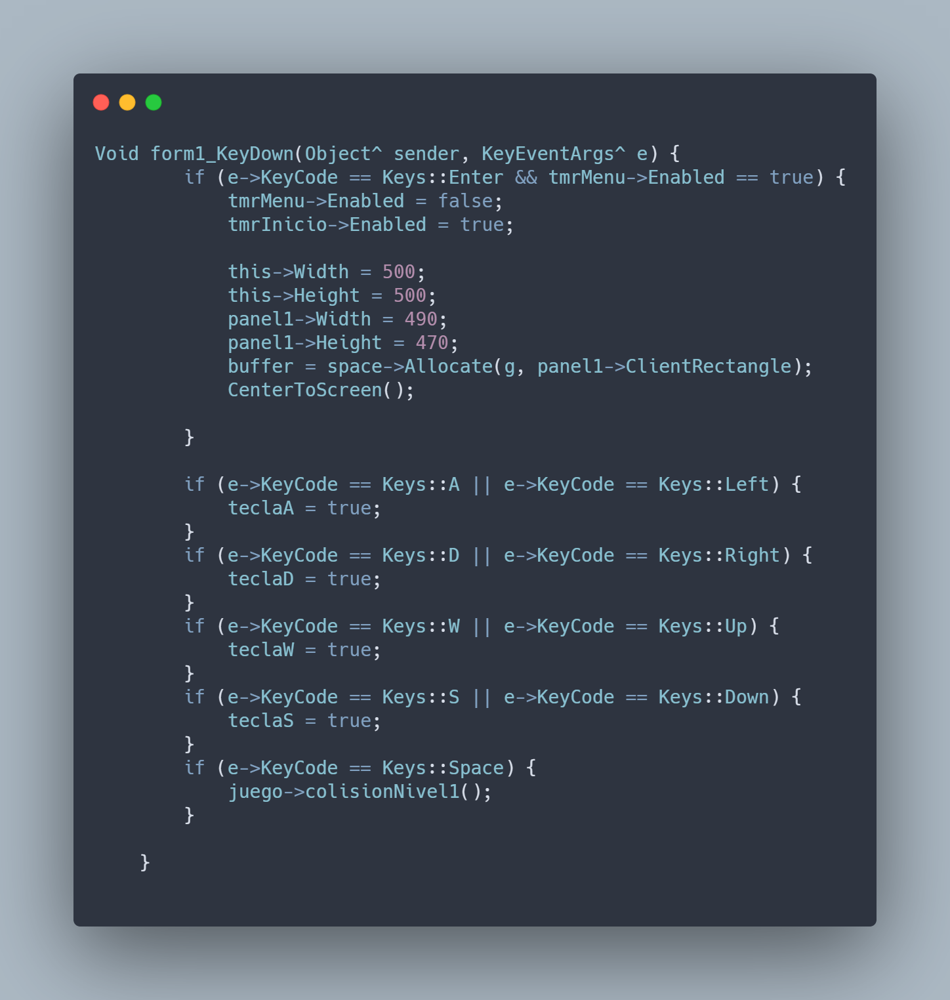 Void form1_KeyDown(Object^ sender, KeyEventArgs^ e) {
        if (e->KeyCode == Keys::Enter && tmrMenu->Enabled == true) {
            tmrMenu->Enabled = false;
            tmrInicio->Enabled = true;

            this->Width = 500;
            this->Height = 500;
            panel1->Width = 490;
            panel1->Height = 470;
            buffer = space->Allocate(g, panel1->ClientRectangle);
            CenterToScreen();

        }

        if (e->KeyCode == Keys::A || e->KeyCode == Keys::Left) {
            teclaA = true;
        }
        if (e->KeyCode == Keys::D || e->KeyCode == Keys::Right) {
            teclaD = true;
        }
        if (e->KeyCode == Keys::W || e->KeyCode == Keys::Up) {
            teclaW = true;
        }
        if (e->KeyCode == Keys::S || e->KeyCode == Keys::Down) {
            teclaS = true;
        }
        if (e->KeyCode == Keys::Space) {
            juego->colisionNivel1();
        }

    }